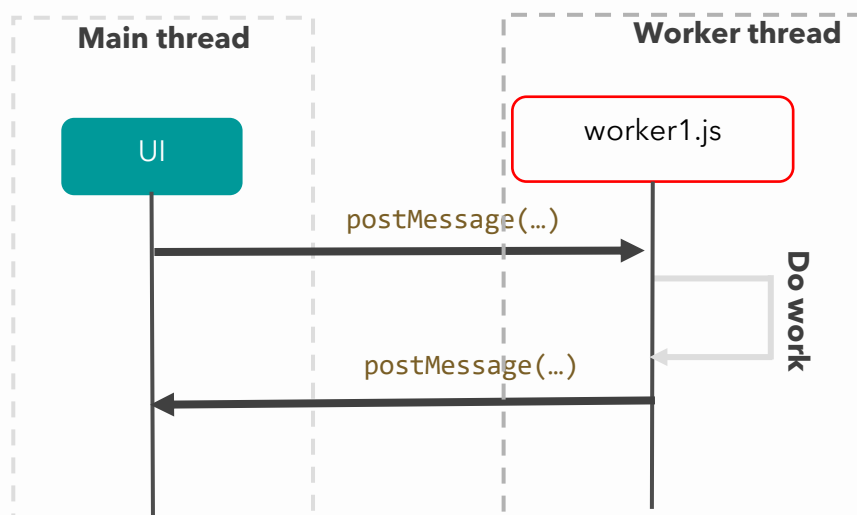 Main thread
Worker thread
UI
worker1.js
postMessage(…)
Do work
postMessage(…)